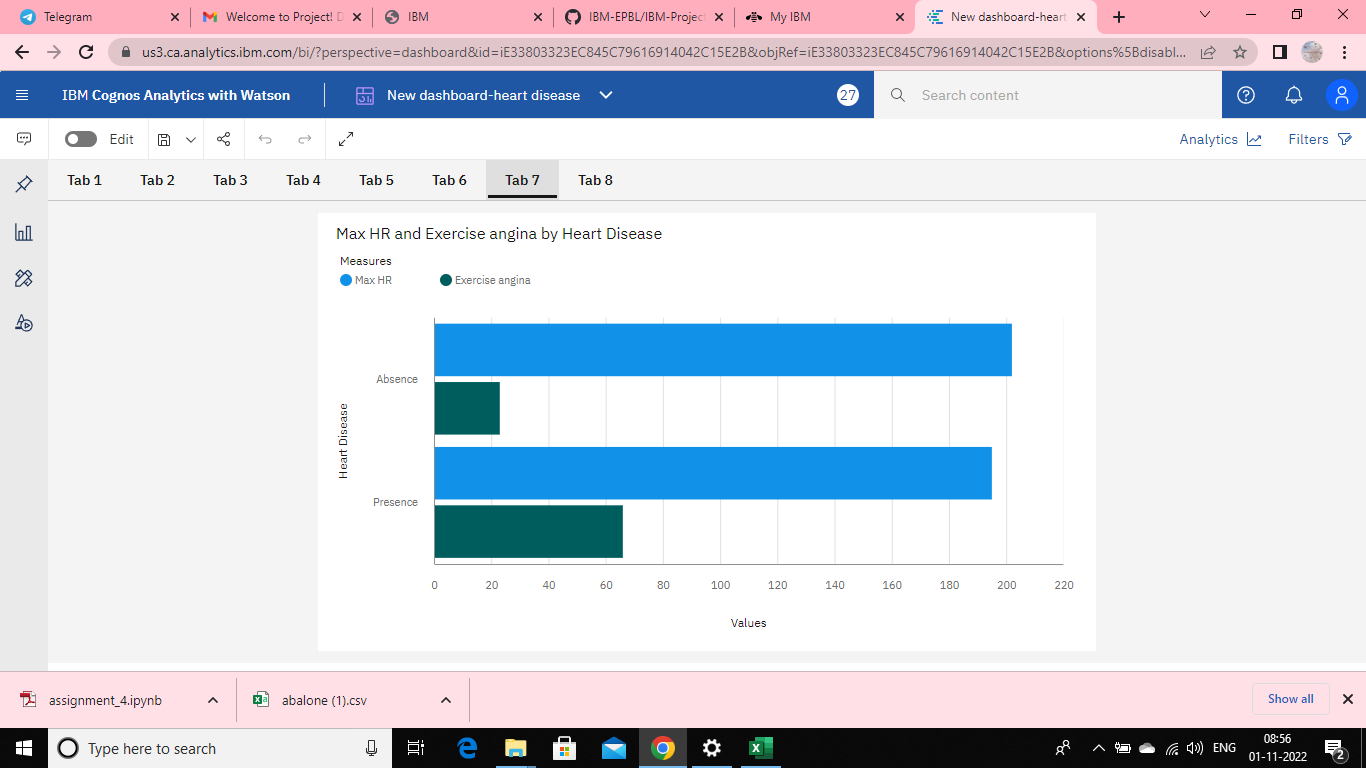 Telegram
Welcome to Project! D
IBM
IBM-EPBL/IBM-Project
My IBM
New dashboard-heart
us3.ca.analytics.ibm.com/bi/?perspective=dashboard&id=iE33803323EC845C79616914042C15E2B&objRef=iE33803323EC845C79616914042C15E2B&options%5Bdisabl...
IBM Cognos Analytics with Watson
New dashboard-heart disease
27
Search content
Edit
Analytics
Filters
Tab 1
Tab 2
Tab 3
Tab 4
Tab 5
Tab 6
Tab 7
Tab 8
Max HR and Exercise angina by Heart Disease
Measures
Max HR
Exercise angina
Heart Disease
Absence
Presence
0 20 40 60 80 100 120 140 160 180 200 220
Values
assignment_4.ipynb
abalone (1).csv
Show all
Type here to search
ENG
08:56
01-11-2022
2